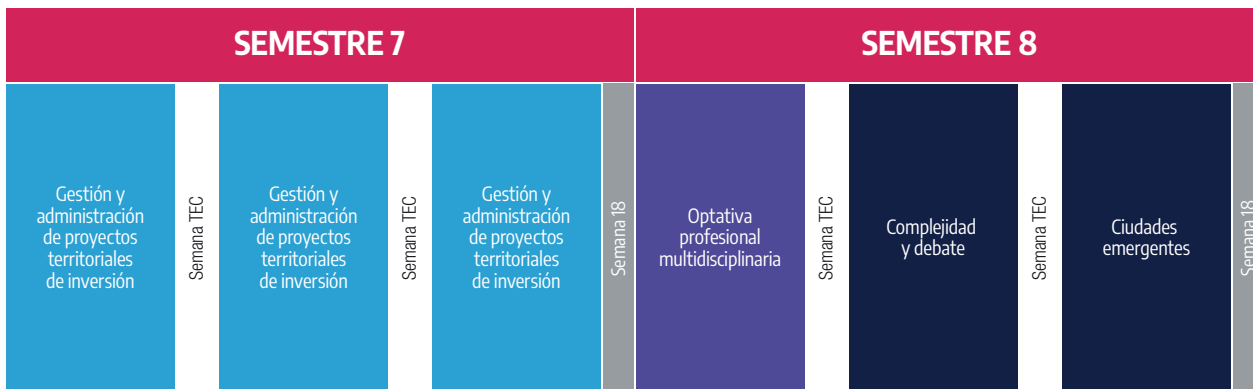 SEMESTRE 7
Gestión y
administración
de proyectos
territoriales
de inversión
Semana TEC
Gestión y
administración
de proyectos
territoriales
de inversión
Semana TEC
Gestión y
administración
de proyectos
territoriales
de inversión
Semana 18
SEMESTRE 8
Optativa
profesional
multidisciplinaria
Semana TEC
Complejidad
y debate
Semana TEC
Ciudades
emergentes
Semana 18